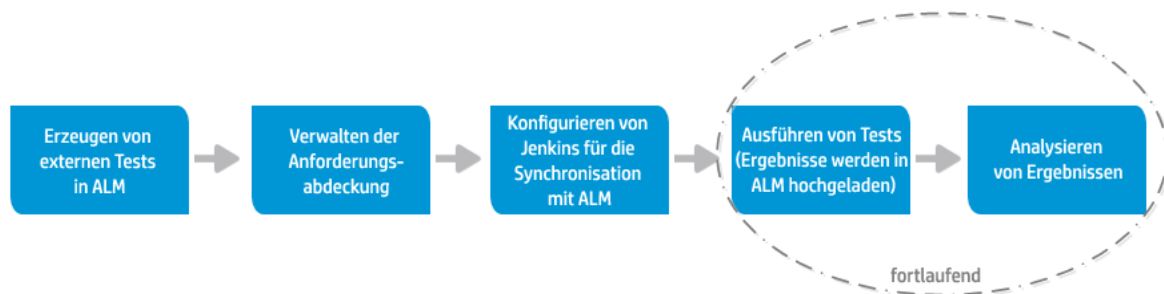 Erzeugen von
externen Tests
in ALM
Verwalten der
Anforderungs-
abdeckung
Konfigurieren von
Jenkins für die
Synchronisation
mit ALM
Ausführen von Tests
(Ergebnisse werden in
ALM hochgeladen)
Analysieren
von Ergebnissen
fortlaufend